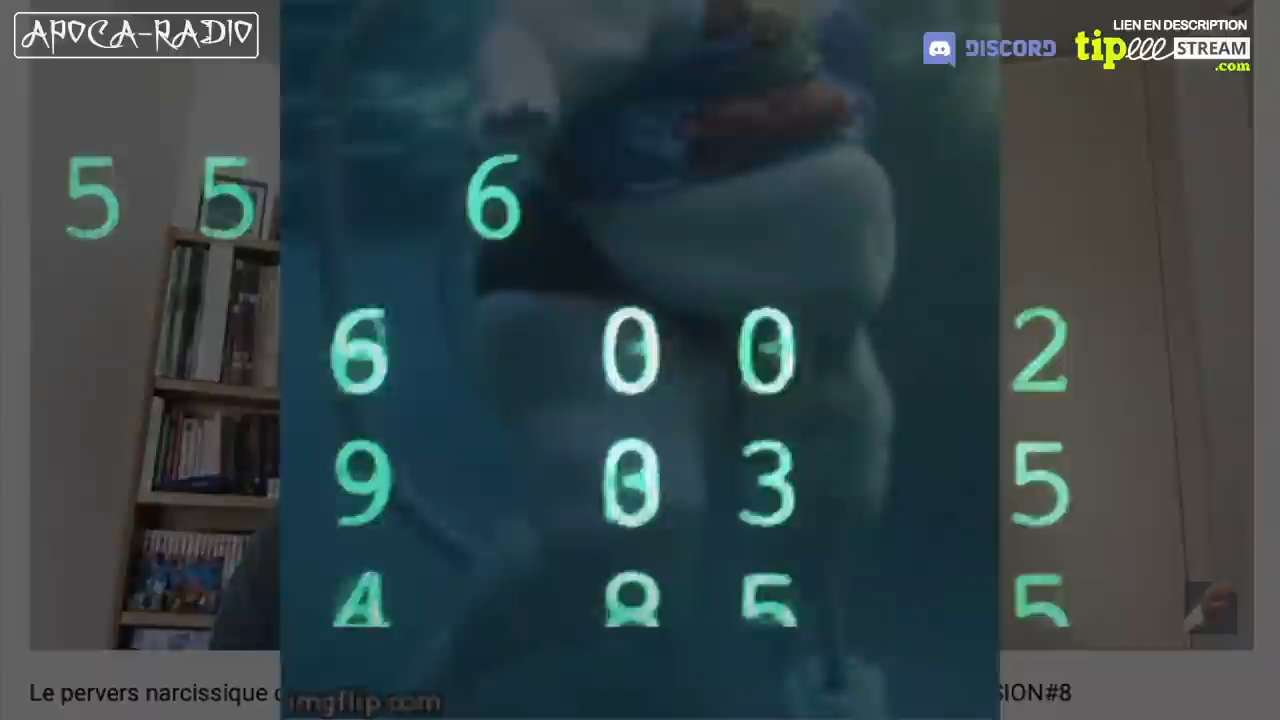 APOCA-RADIO
LIEN EN DESCRIPTION
DISCORD
tipeee STREAM
.com
5 5 6
6 0 0 2
9 0 3 5
4 8 5 5
Le pervers narcissique
SION#8
imgflip.com